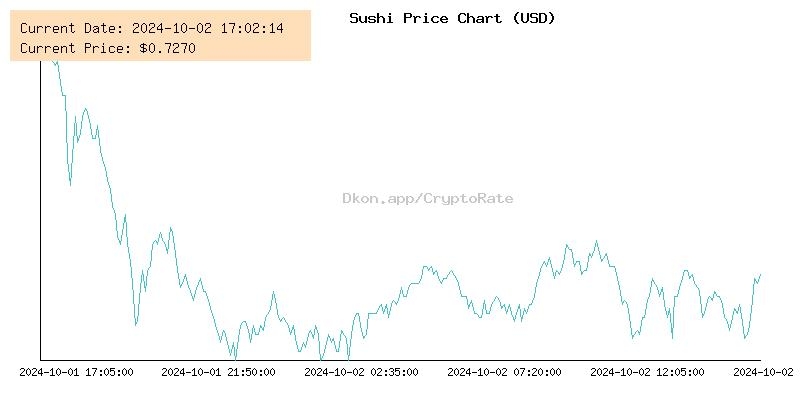 Sushi Price Chart (USD)
Current Date: 2024-10-02 17:02:14
Current Price: $0.7270
Dkon.app/CryptoRate
2024-10-01 17:05:00 2024-10-01 21:50:00 2024-10-02 02:35:00 2024-10-02 07:20:00 2024-10-02 12:05:00 2024-10-02